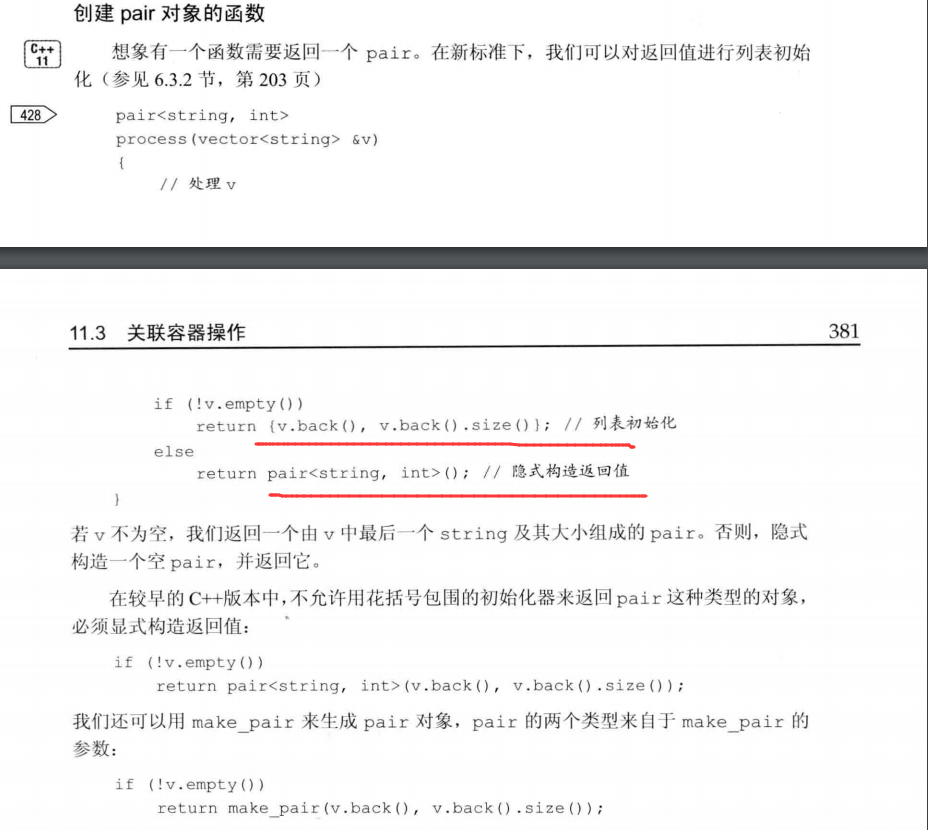 创建 pair 对象的函数
C++
11
想象有一个函数需要返回一个 pair。在新标准下，我们可以对返回值进行列表初始
化（参见 6.3.2 节，第 203 页）
428
pair<string, int>
process(vector<string> &v)
{
// 处理 v
11.3 关联容器操作
381
if (!v.empty())
return {v.back(), v.back().size()}; // 列表初始化
else
return pair<string, int>(); // 隐式构造返回值
}
若 v 不为空，我们返回一个由 v 中最后一个 string 及其大小组成的 pair。否则，隐式
构造一个空 pair，并返回它。
在较早的 C++版本中，不允许用花括号包围的初始化器来返回 pair 这种类型的对象，
必须显式构造返回值：
if (!v.empty())
return pair<string, int>(v.back(), v.back().size());
我们还可以用 make_pair 来生成 pair 对象，pair 的两个类型来自于 make_pair 的
参数：
if (!v.empty())
return make_pair(v.back(), v.back().size());